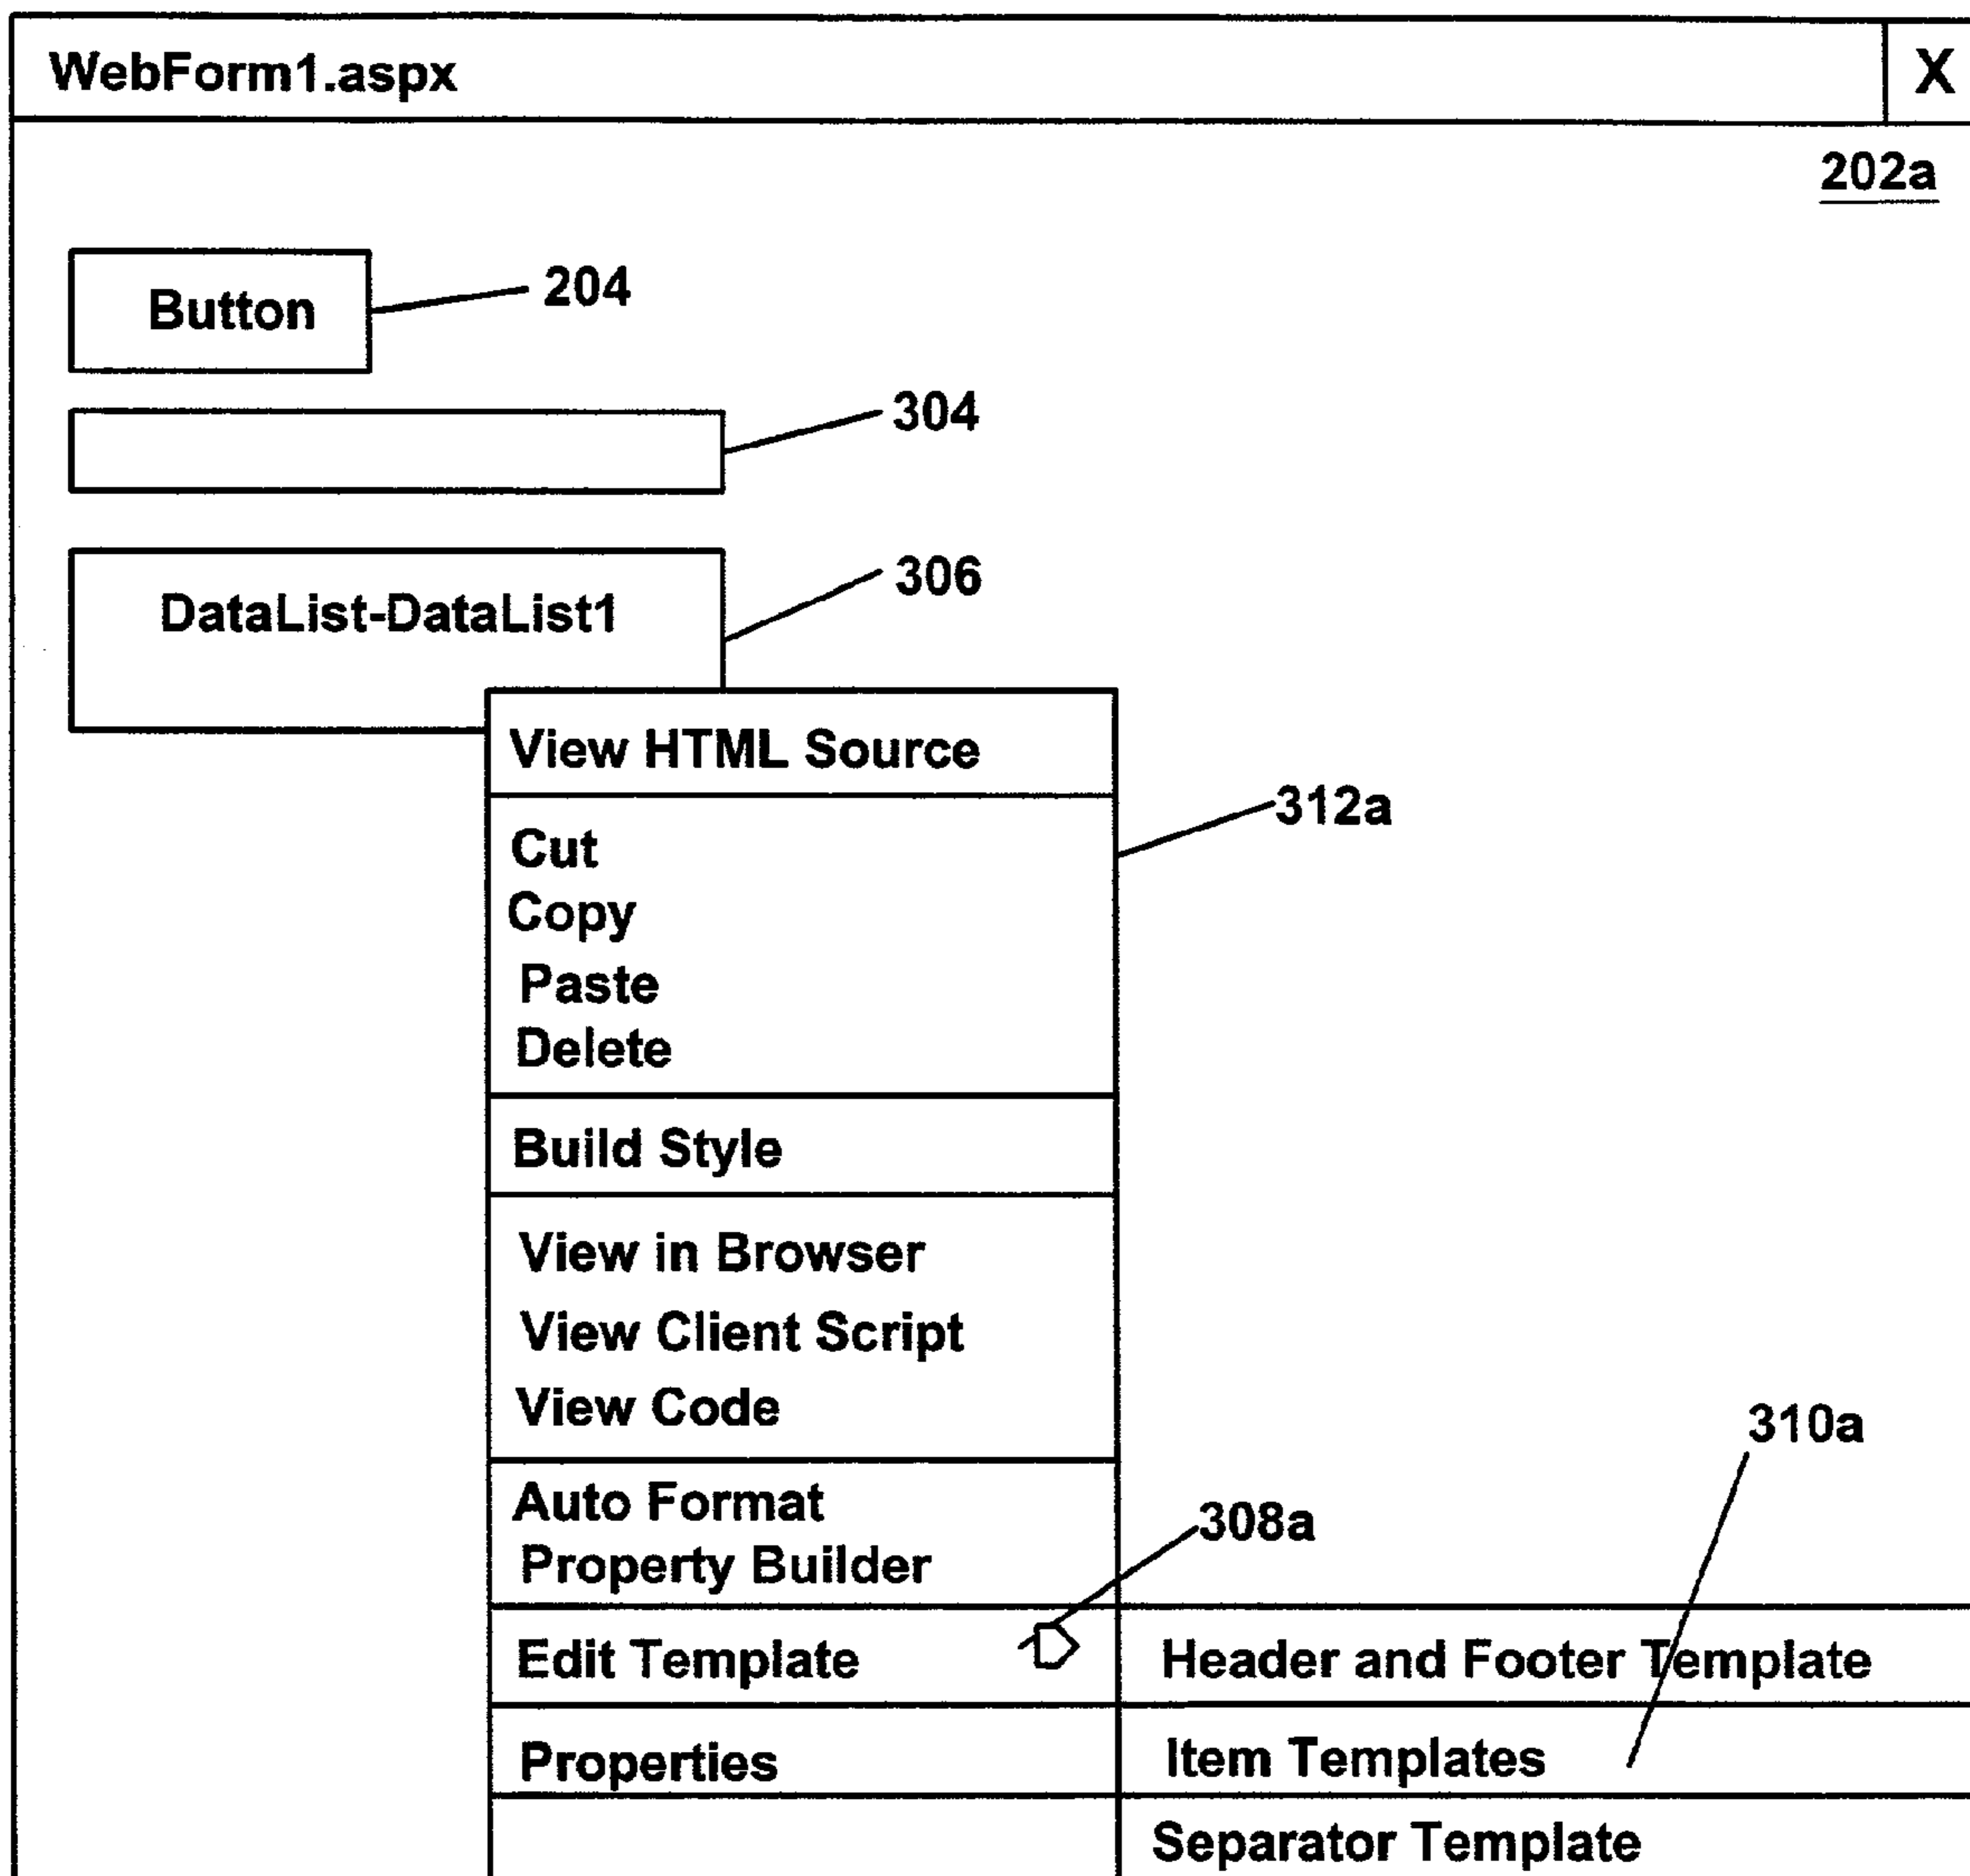 WebForm1.aspx X
202a
Button 204
304
306
DataList-DataList1
View HTML Source
312a
Cut
Copy
Paste
Delete
Build Style
View in Browser
View Client Script
View Code
310a
Auto Format
308a
Property Builder
Edit Template Header and Footer Template
Properties Item Templates
Separator Template